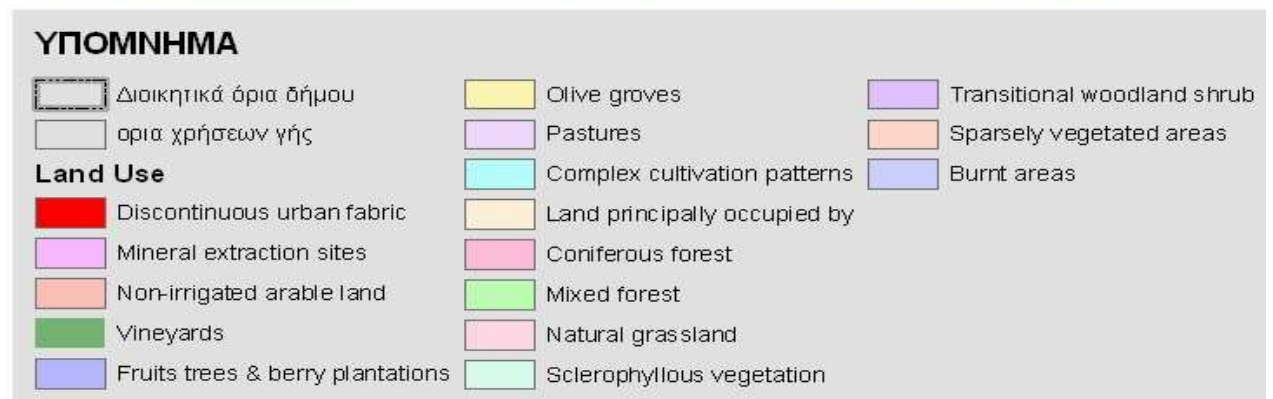 ΥΠΟΜΝΗΜΑ
Διοικητικά όρια δήμου
ορια χρήσεων γής
Land Use
Discontinuous urban fabric
Mineral extraction sites
Non-irrigated arable land
Vineyards
Fruits trees & berry plantations
Olive groves
Pastures
Complex cultivation patterns
Land principally occupied by
Coniferous forest
Mixed forest
Natural grassland
Sclerophyllous vegetation
Transitional woodland shrub
Sparsely vegetated areas
Burnt areas